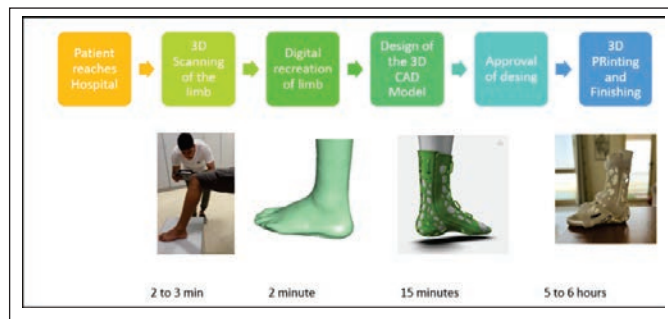 Patient
reaches
Hospital
3D
Scanning
of the
limb
Digital
recreation
of limb
Design of
the 3D
CAD
Model
Approval
of desing
3D
PRinting
and
Finishing
2 to 3 min
2 minute
15 minutes
5 to 6 hours